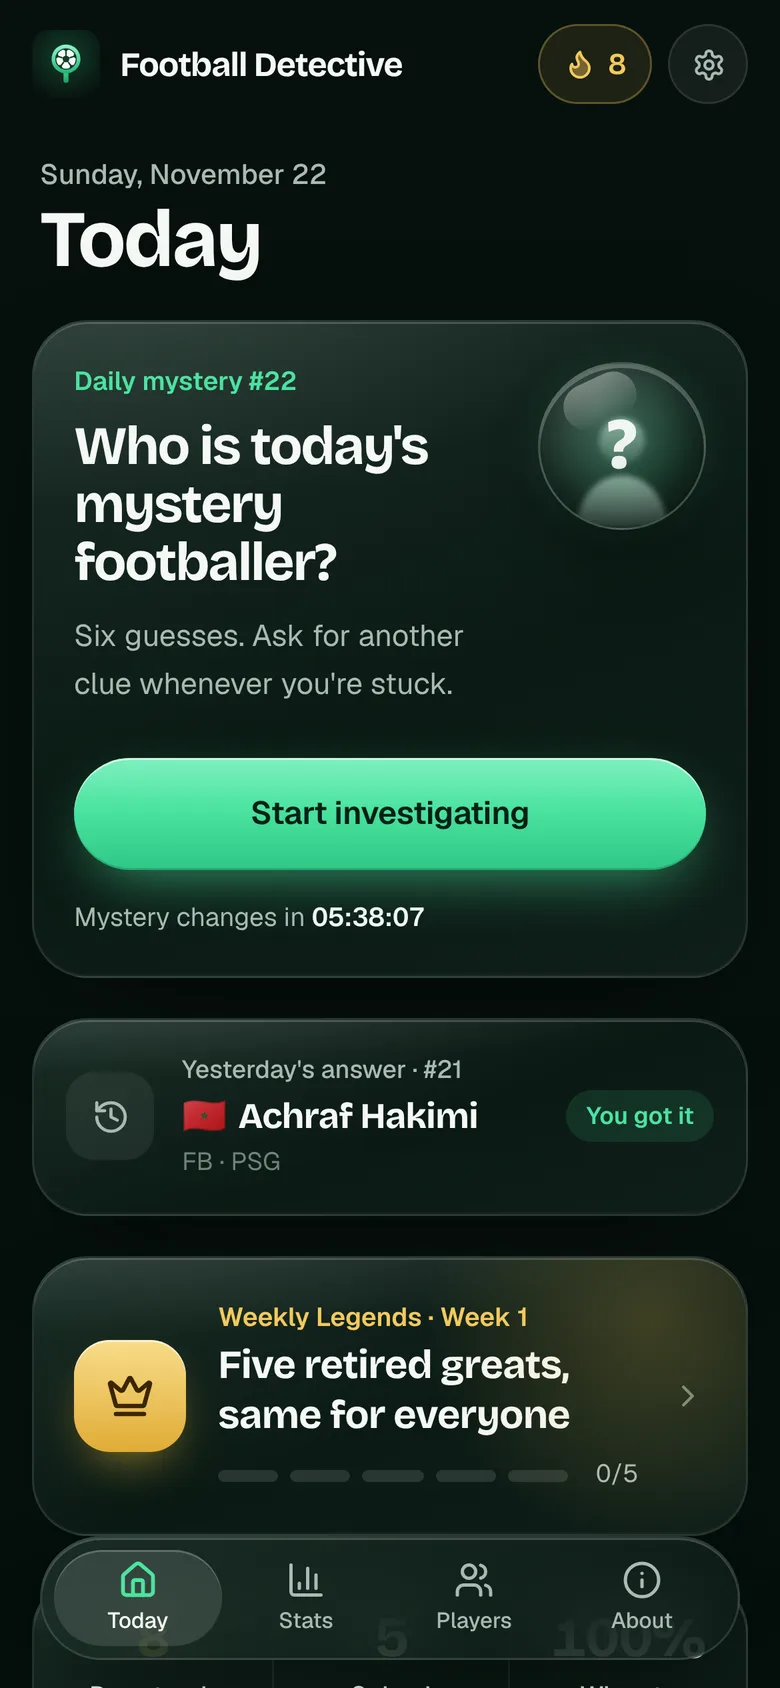 Football Detective
8
Sunday, November 22
Today
Daily mystery #22
Who is today's
mystery
footballer?
?
Six guesses. Ask for another
clue whenever you're stuck.
Start investigating
Mystery changes in 05:38:07
Yesterday's answer · #21
🇲🇦 Achraf Hakimi
You got it
FB · PSG
Weekly Legends · Week 1
Five retired greats,
same for everyone
0/5
8 5 100%
Today Stats Players About